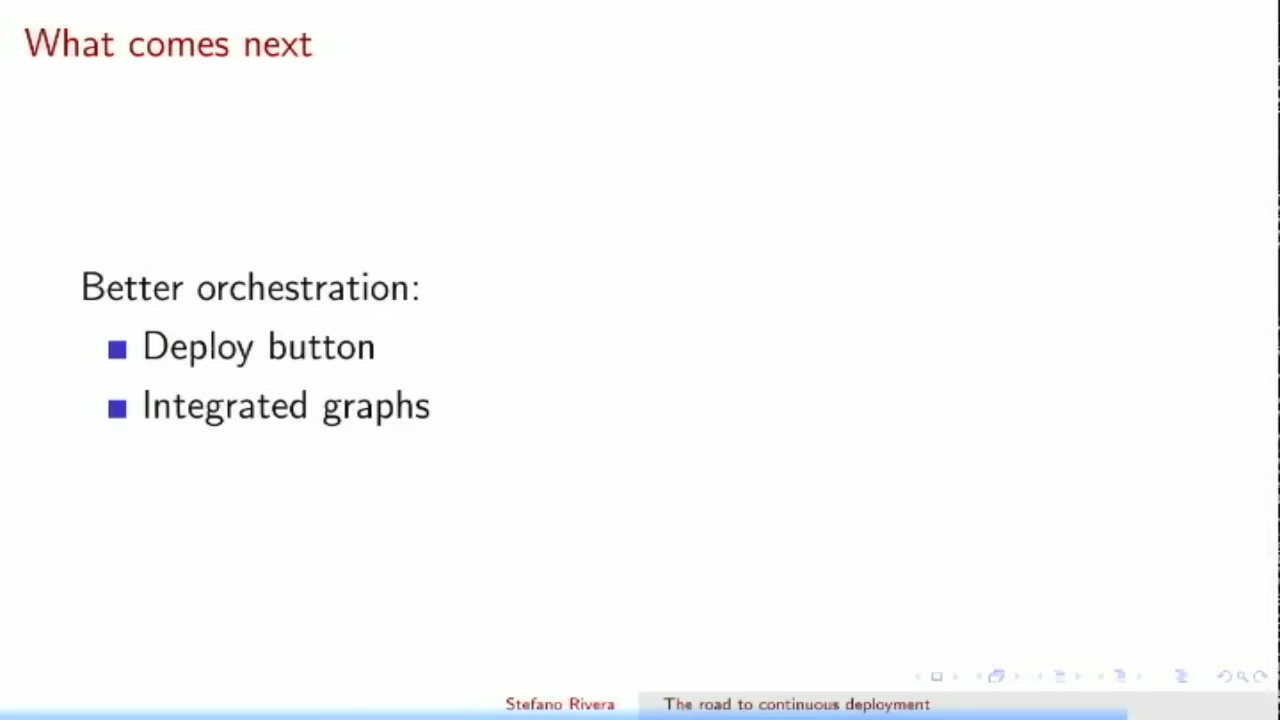 What comes next
Better orchestration:
Deploy button
Integrated graphs
Stefano Rivera
The road to continuous deployment